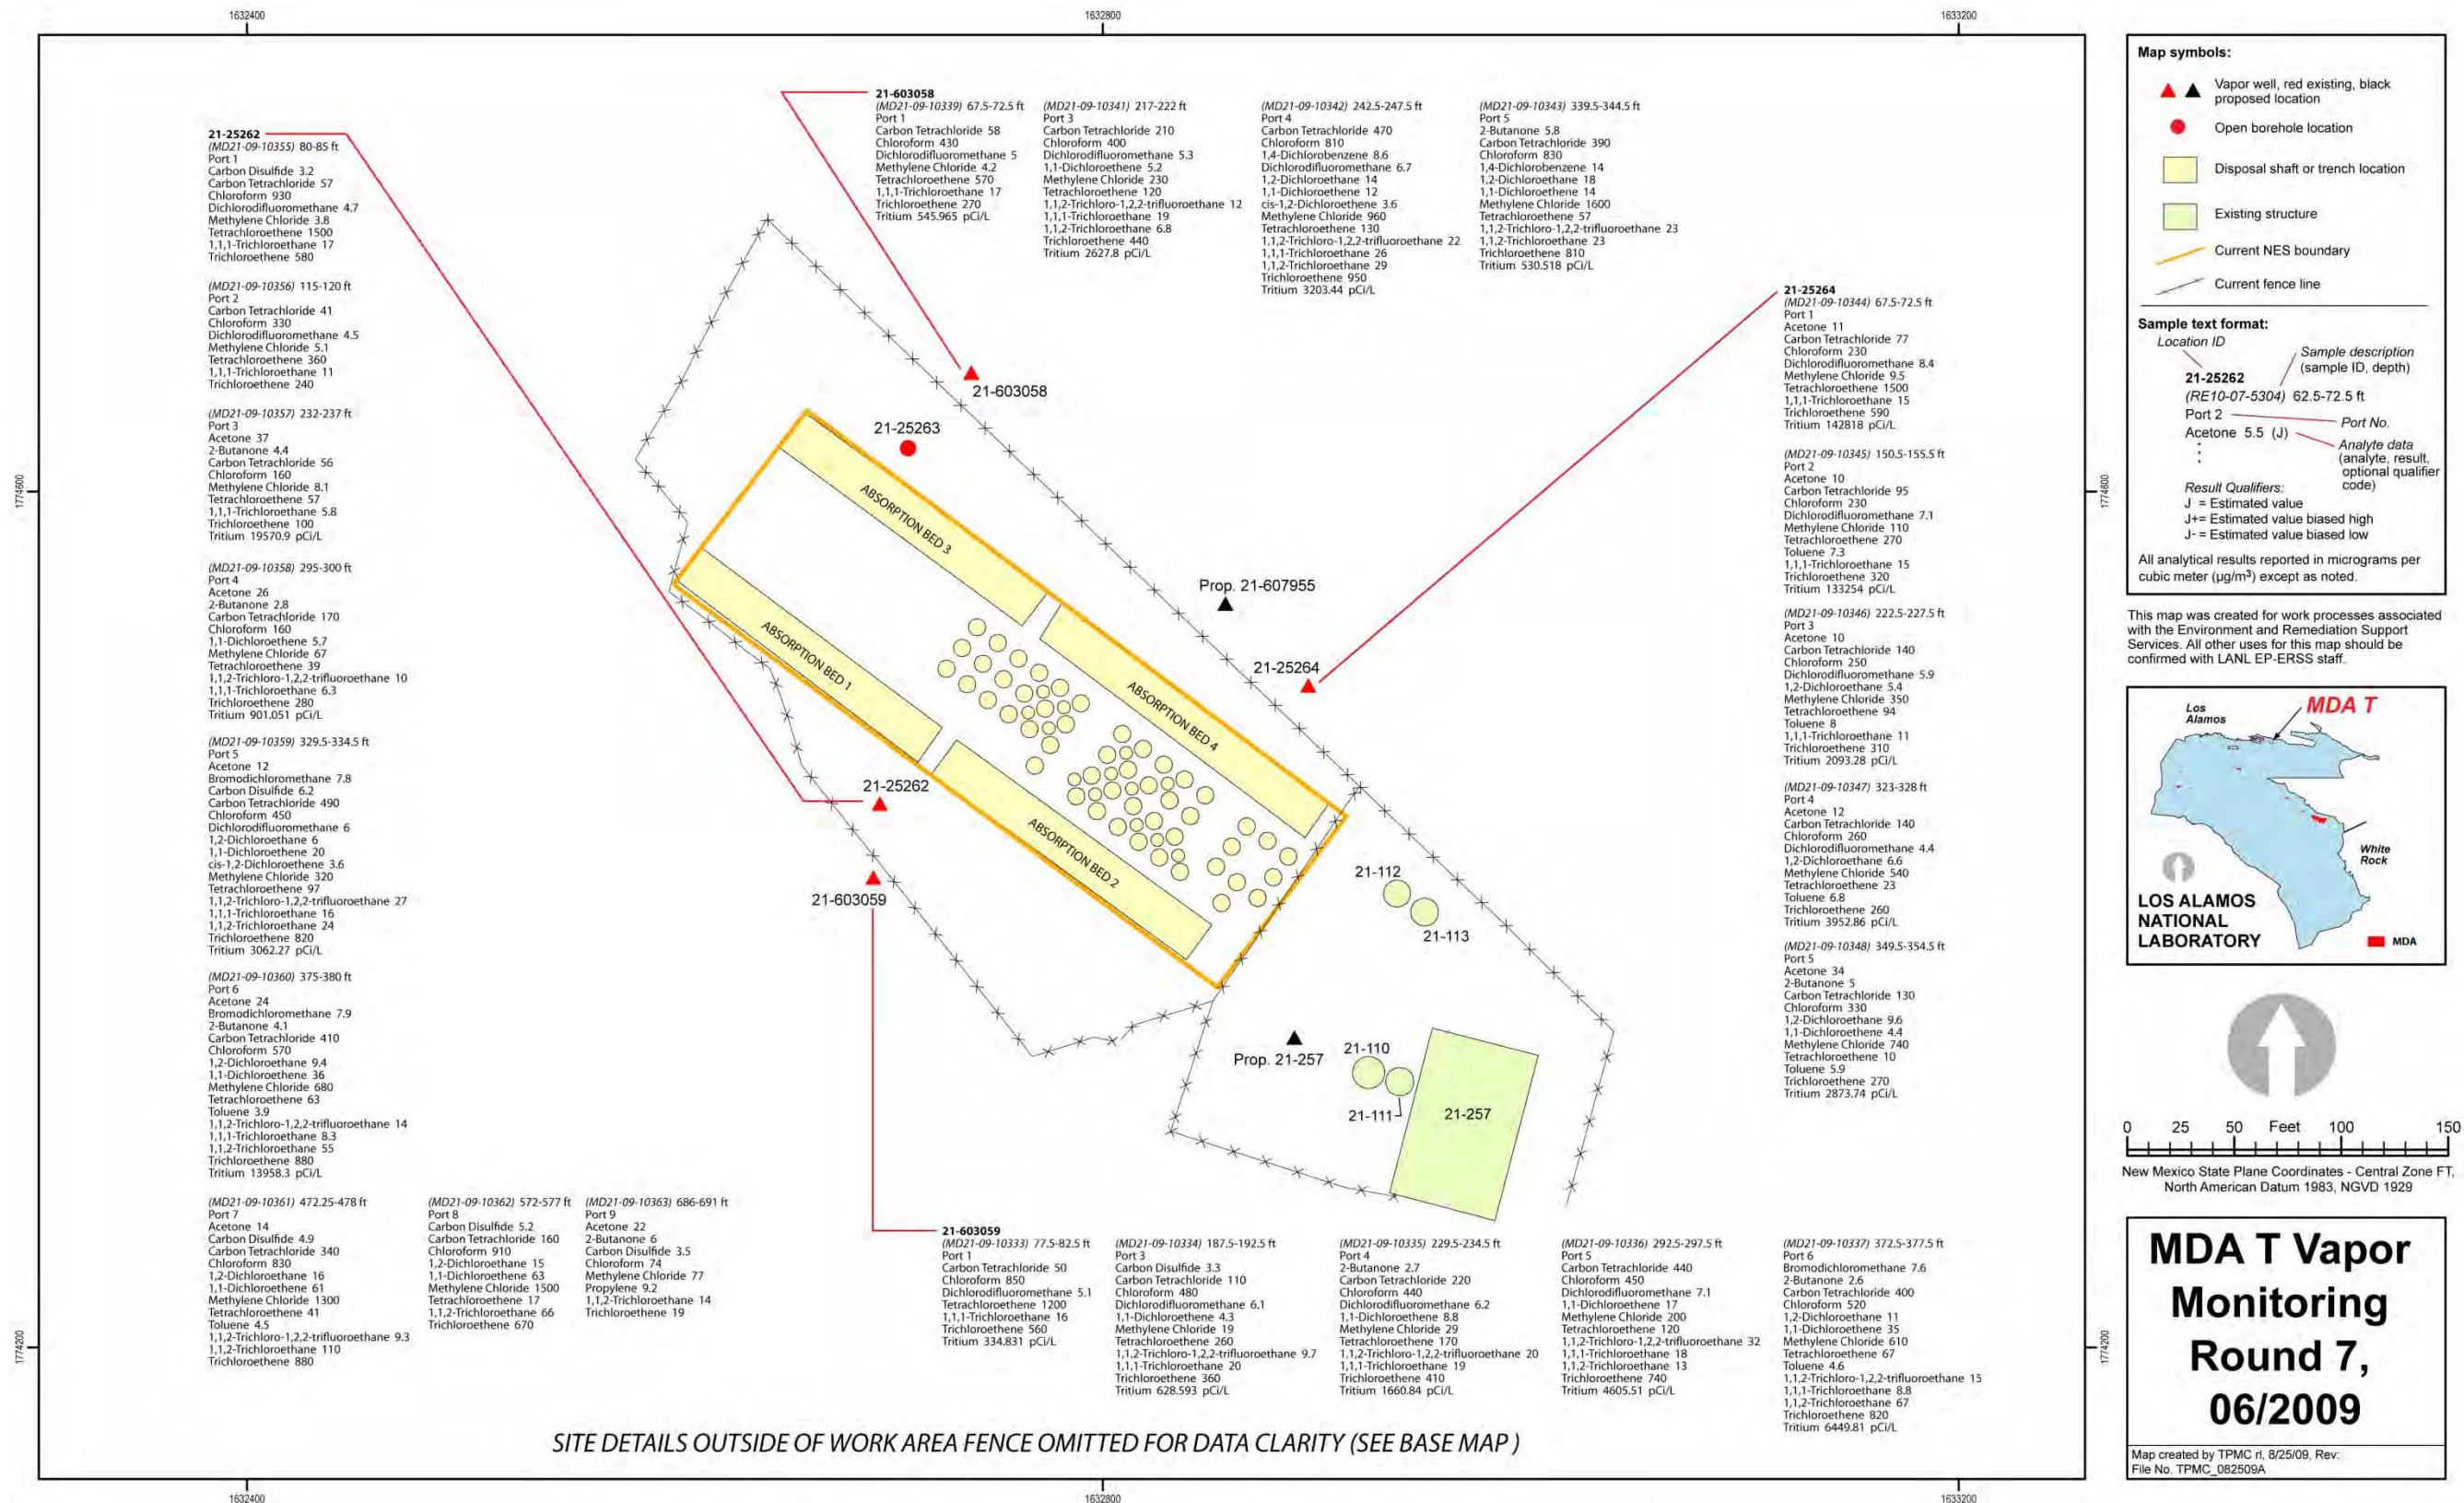 1632400
1632800
1633200
21-25262
(MD21-09-10355) 80-85 ft
Port 1
Carbon Disulfide 3.2
Carbon Tetrachloride 57
Chloroform 930
Dichlorodifluoromethane 4.7
Methylene Chloride 3.8
Tetrachloroethene 1500
1,1,1-Trichloroethane 17
Trichloroethene 580
(MD21-09-10356) 115-120 ft
Port 2
Carbon Tetrachloride 41
Chloroform 330
Dichlorodifluoromethane 4.5
Methylene Chloride 5.1
Tetrachloroethene 360
1,1,1-Trichloroethane 11
Trichloroethene 240
(MD21-09-10357) 232-237 ft
Port 3
Acetone 37
2-Butanone 4.4
Carbon Tetrachloride 56
Chloroform 160
Methylene Chloride 8.1
Tetrachloroethene 57
1,1,1-Trichloroethane 5.8
Trichloroethene 100
Tritium 19570.9 pCi/L
(MD21-09-10358) 295-300 ft
Port 4
Acetone 26
2-Butanone 2.8
Carbon Tetrachloride 170
Chloroform 160
1,1-Dichloroethene 5.7
Methylene Chloride 67
Tetrachloroethene 39
1,1,2-Trichloro-1,2,2-trifluoroethane 10
1,1,1-Trichloroethane 6.3
Trichloroethene 280
Tritium 901.051 pCi/L
(MD21-09-10359) 329.5-334.5 ft
Port 5
Acetone 12
Bromodichloromethane 7.8
Carbon Disulfide 6.2
Carbon Tetrachloride 490
Chloroform 450
Dichlorodifluoromethane 6
1,2-Dichloroethane 6
1,1-Dichloroethene 20
cis-1,2-Dichloroethene 3.6
Methylene Chloride 320
Tetrachloroethene 97
1,1,2-Trichloro-1,2,2-trifluoroethane 27
1,1,1-Trichloroethane 16
1,1,2-Trichloroethane 24
Trichloroethene 820
Tritium 3062.27 pCi/L
(MD21-09-10360) 375-380 ft
Port 6
Acetone 24
Bromodichloromethane 7.9
2-Butanone 4.1
Carbon Tetrachloride 410
Chloroform 570
1,2-Dichloroethane 9.4
1,1-Dichloroethene 36
Methylene Chloride 680
Tetrachloroethene 63
Toluene 3.9
1,1,2-Trichloro-1,2,2-trifluoroethane 14
1,1,1-Trichloroethane 8.3
1,1,2-Trichloroethane 55
Trichloroethene 880
Tritium 13958.3 pCi/L
(MD21-09-10361) 472.25-478 ft
Port 7
Acetone 14
Carbon Disulfide 4.9
Carbon Tetrachloride 340
Chloroform 830
1,2-Dichloroethane 16
1,1-Dichloroethene 61
Methylene Chloride 1300
Tetrachloroethene 41
Toluene 4.5
1,1,2-Trichloro-1,2,2-trifluoroethane 9.3
1,1,2-Trichloroethane 110
Trichloroethene 880
(MD21-09-10362) 572-577 ft
Port 8
Carbon Disulfide 5.2
Carbon Tetrachloride 160
Chloroform 910
1,2-Dichloroethane 15
1,1-Dichloroethene 63
Methylene Chloride 1500
Tetrachloroethene 17
1,1,2-Trichloroethane 66
Trichloroethene 670
(MD21-09-10363) 686-691 ft
Port 9
Acetone 22
2-Butanone 6
Carbon Disulfide 3.5
Chloroform 74
Methylene Chloride 77
Propylene 9.2
1,1,2-Trichloroethane 14
Trichloroethene 19
21-603058
(MD21-09-10339) 67.5-72.5 ft
Port 1
Carbon Tetrachloride 58
Chloroform 430
Dichlorodifluoromethane 5
Methylene Chloride 4.2
Tetrachloroethene 570
1,1,1-Trichloroethane 17
Trichloroethene 270
Tritium 545.965 pCi/L
(MD21-09-10341) 217-222 ft
Port 3
Carbon Tetrachloride 210
Chloroform 400
Dichlorodifluoromethane 5.3
1,1-Dichloroethene 5.2
Methylene Chloride 230
Tetrachloroethene 120
1,1,2-Trichloro-1,2,2-trifluoroethane 12
1,1,1-Trichloroethane 19
1,1,2-Trichloroethane 6.8
Trichloroethene 440
Tritium 2627.8 pCi/L
(MD21-09-10342) 242.5-247.5 ft
Port 4
Carbon Tetrachloride 470
Chloroform 810
1,4-Dichlorobenzene 8.6
Dichlorodifluoromethane 6.7
1,2-Dichloroethane 14
1,1-Dichloroethene 12
cis-1,2-Dichloroethene 3.6
Methylene Chloride 960
Tetrachloroethene 130
1,1,2-Trichloro-1,2,2-trifluoroethane 22
1,1,1-Trichloroethane 26
1,1,2-Trichloroethane 29
Trichloroethene 950
Tritium 3203.44 pCi/L
(MD21-09-10343) 339.5-344.5 ft
Port 5
2-Butanone 5.8
Carbon Tetrachloride 390
Chloroform 830
1,4-Dichlorobenzene 14
1,2-Dichloroethane 18
1,1-Dichloroethene 14
Methylene Chloride 1600
Tetrachloroethene 57
1,1,2-Trichloro-1,2,2-trifluoroethane 23
1,1,2-Trichloroethane 23
Trichloroethene 810
Tritium 530.518 pCi/L
21-25264
(MD21-09-10344) 67.5-72.5 ft
Port 1
Acetone 11
Carbon Tetrachloride 77
Chloroform 230
Dichlorodifluoromethane 8.4
Methylene Chloride 9.5
Tetrachloroethene 1500
1,1,1-Trichloroethane 15
Trichloroethene 590
Tritium 142818 pCi/L
(MD21-09-10345) 150.5-155.5 ft
Port 2
Acetone 10
Carbon Tetrachloride 95
Chloroform 230
Dichlorodifluoromethane 7.1
Methylene Chloride 110
Tetrachloroethene 270
Toluene 7.3
1,1,1-Trichloroethane 15
Trichloroethene 320
Tritium 133254 pCi/L
(MD21-09-10346) 222.5-227.5 ft
Port 3
Acetone 10
Carbon Tetrachloride 140
Chloroform 250
Dichlorodifluoromethane 5.9
1,2-Dichloroethane 5.4
Methylene Chloride 350
Tetrachloroethene 94
Toluene 8
1,1,1-Trichloroethane 11
Trichloroethene 310
Tritium 2093.28 pCi/L
(MD21-09-10347) 323-328 ft
Port 4
Acetone 12
Carbon Tetrachloride 140
Chloroform 260
Dichlorodifluoromethane 4.4
1,2-Dichloroethane 6.6
Methylene Chloride 540
Tetrachloroethene 23
Toluene 6.8
Trichloroethene 260
Tritium 3952.86 pCi/L
(MD21-09-10348) 349.5-354.5 ft
Port 5
Acetone 34
2-Butanone 5
Carbon Tetrachloride 130
Chloroform 330
1,2-Dichloroethane 9.6
1,1-Dichloroethene 4.4
Methylene Chloride 740
Tetrachloroethene 10
Toluene 5.9
Trichloroethene 270
Tritium 2873.74 pCi/L
21-603059
(MD21-09-10333) 77.5-82.5 ft
Port 1
Carbon Tetrachloride 50
Chloroform 850
Dichlorodifluoromethane 5.1
Tetrachloroethene 1200
1,1,1-Trichloroethane 16
Trichloroethene 560
Tritium 334.831 pCi/L
(MD21-09-10334) 187.5-192.5 ft
Port 3
Carbon Disulfide 3.3
Carbon Tetrachloride 110
Chloroform 480
Dichlorodifluoromethane 6.1
1,1-Dichloroethene 4.3
Methylene Chloride 19
Tetrachloroethene 260
1,1,2-Trichloro-1,2,2-trifluoroethane 9.7
1,1,1-Trichloroethane 20
Trichloroethene 360
Tritium 628.593 pCi/L
(MD21-09-10335) 229.5-234.5 ft
Port 4
2-Butanone 2.7
Carbon Tetrachloride 220
Chloroform 440
Dichlorodifluoromethane 6.2
1,1-Dichloroethene 8.8
Methylene Chloride 29
Tetrachloroethene 170
1,1,2-Trichloro-1,2,2-trifluoroethane 20
1,1,1-Trichloroethane 19
Trichloroethene 410
Tritium 1660.84 pCi/L
(MD21-09-10336) 292.5-297.5 ft
Port 5
Carbon Tetrachloride 440
Chloroform 450
Dichlorodifluoromethane 7.1
1,1-Dichloroethene 17
Methylene Chloride 200
Tetrachloroethene 120
1,1,2-Trichloro-1,2,2-trifluoroethane 32
1,1,1-Trichloroethane 18
1,1,2-Trichloroethane 13
Trichloroethene 740
Tritium 4605.51 pCi/L
(MD21-09-10337) 372.5-377.5 ft
Port 6
Bromodichloromethane 7.6
2-Butanone 2.6
Carbon Tetrachloride 400
Chloroform 520
1,2-Dichloroethane 11
1,1-Dichloroethene 35
Methylene Chloride 610
Tetrachloroethene 67
Toluene 4.6
1,1,2-Trichloro-1,2,2-trifluoroethane 15
1,1,1-Trichloroethane 8.8
1,1,2-Trichloroethane 67
Trichloroethene 820
Tritium 6449.81 pCi/L
21-603058
21-25263
ABSORPTION BED 3
Prop. 21-607955
ABSORPTION BED 1
21-25264
ABSORPTION BED 4
21-25262
ABSORPTION BED 2
21-603059
21-112
21-113
Prop. 21-257
21-110
21-111
21-257
1774600
1774600
1774200
1774200
SITE DETAILS OUTSIDE OF WORK AREA FENCE OMITTED FOR DATA CLARITY (SEE BASE MAP )
1632400
1632800
1633200
Map symbols:
Vapor well, red existing, black
proposed location
Open borehole location
Disposal shaft or trench location
Existing structure
Current NES boundary
Current fence line
Sample text format:
Location ID
Sample description
(sample ID, depth)
21-25262
(RE10-07-5304) 62.5-72.5 ft
Port 2
Port No.
Acetone 5.5 (J)
Analyte data
(analyte, result,
optional qualifier
code)
Result Qualifiers:
J = Estimated value
J+= Estimated value biased high
J- = Estimated value biased low
All analytical results reported in micrograms per
cubic meter (µg/m³) except as noted.
This map was created for work processes associated
with the Environment and Remediation Support
Services. All other uses for this map should be
confirmed with LANL EP-ERSS staff.
Los
Alamos
MDA T
White
Rock
LOS ALAMOS
NATIONAL
LABORATORY
MDA
0 25 50 Feet 100 150
New Mexico State Plane Coordinates - Central Zone FT,
North American Datum 1983, NGVD 1929
MDA T Vapor
Monitoring
Round 7,
06/2009
Map created by TPMC rl, 8/25/09, Rev:
File No. TPMC_082509A